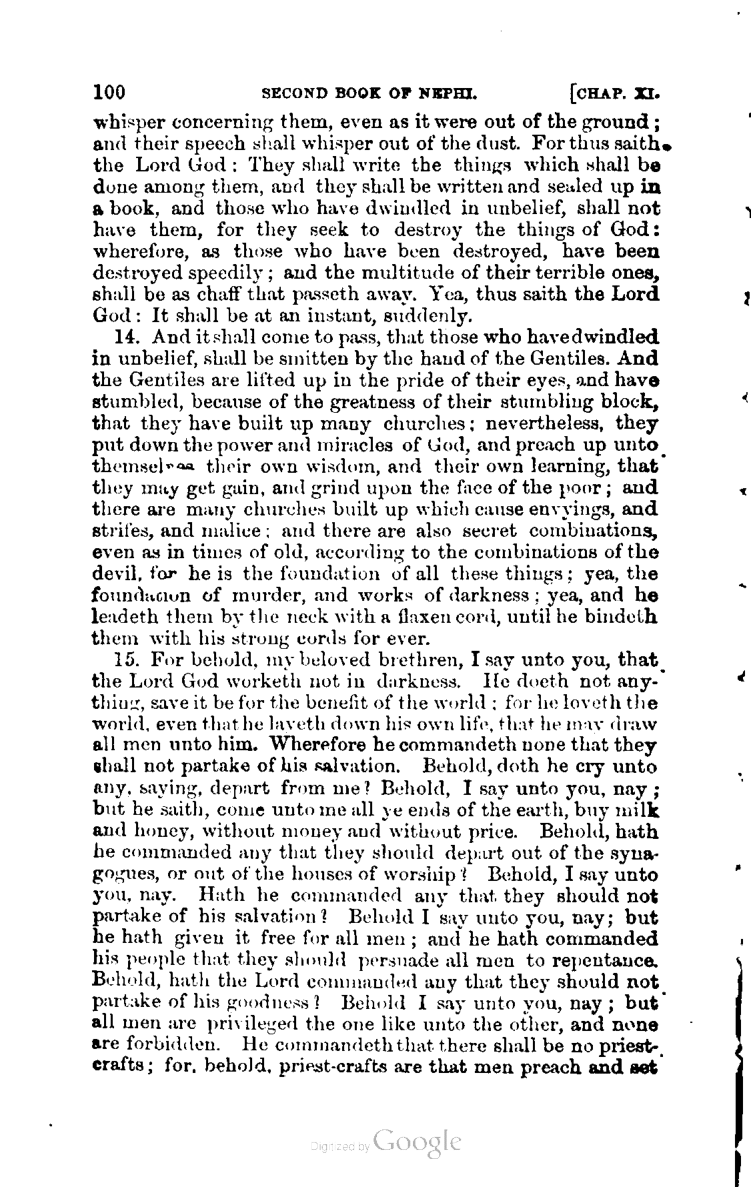 100 SECOND BOOK OF NEPHI. [CHAP. XI.
whisper concerning them, even as it were out of the ground;
and their speech shall whisper out of the dust. For thus saith
the Lord God: They shall write the things which shall be
done among them, and they shall be written and sealed up in
a book, and those who have dwindled in unbelief, shall not
have them, for they seek to destroy the things of God:
wherefore, as those who have been destroyed, have been
destroyed speedily; and the multitude of their terrible ones,
shall be as chaff that passeth away. Yea, thus saith the Lord
God: It shall be at an instant, suddenly.
14. And it shall come to pass, that those who have dwindled
in unbelief, shall be smitten by the hand of the Gentiles. And
the Gentiles are lifted up in the pride of their eyes, and have
stumbled, because of the greatness of their stumbling block,
that they have built up many churches; nevertheless, they
put down the power and miracles of God, and preach up unto
themselves their own wisdom, and their own learning, that
they may get gain, and grind upon the face of the poor; and
there are many churches built up which cause envyings, and
strifes, and malice; and there are also secret combinations,
even as in times of old, according to the combinations of the
devil, for he is the foundation of all these things; yea, the
foundation of murder, and works of darkness; yea, and he
leadeth them by the neck with a flaxen cord, until he bindeth
them with his strong cords for ever.
15. For behold, my beloved brethren, I say unto you, that
the Lord God worketh not in darkness. He doeth not any-
thing, save it be for the benefit of the world: for he loveth the
world, even that he layeth down his own life, that he may draw
all men unto him. Wherefore he commandeth none that they
shall not partake of his salvation. Behold, doth he cry unto
any, saying, depart from me? Behold, I say unto you, nay;
but he saith, come unto me all ye ends of the earth, buy milk
and honey, without money and without price. Behold, hath
he commanded any that they should depart out of the syna-
gogues, or out of the houses of worship? Behold, I say unto
you, nay. Hath he commanded any that they should not
partake of his salvation? Behold I say unto you, nay; but
he hath given it free for all men; and he hath commanded
his people that they should persuade all men to repentance.
Behold, hath the Lord commanded any that they should not
partake of his goodness? Behold I say unto you, nay; but
all men are privileged the one like unto the other, and none
are forbidden. He commandeth that there shall be no priest-
crafts; for, behold, priest-crafts are that men preach and set
Digitized by Google